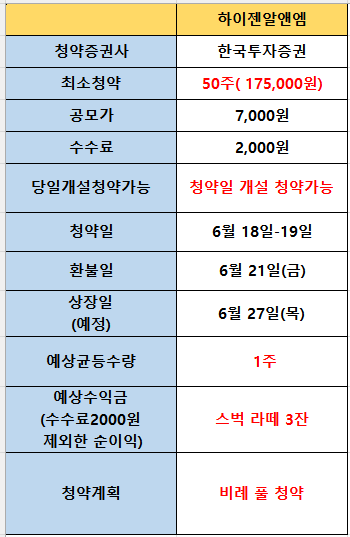 하이젠알앤엠
청약증권사 한국투자증권
최소청약 50주( 175,000원)
공모가 7,000원
수수료 2,000원
당일개설청약가능 청약일 개설 청약가능
청약일 6월 18일-19일
환불일 6월 21일(금)
상장일
(예정)
6월 27일(목)
예상균등수량 1주
예상수익금
(수수료2000원
제외한 순이익)
스벅 라떼 3잔
청약계획 비례 풀 청약